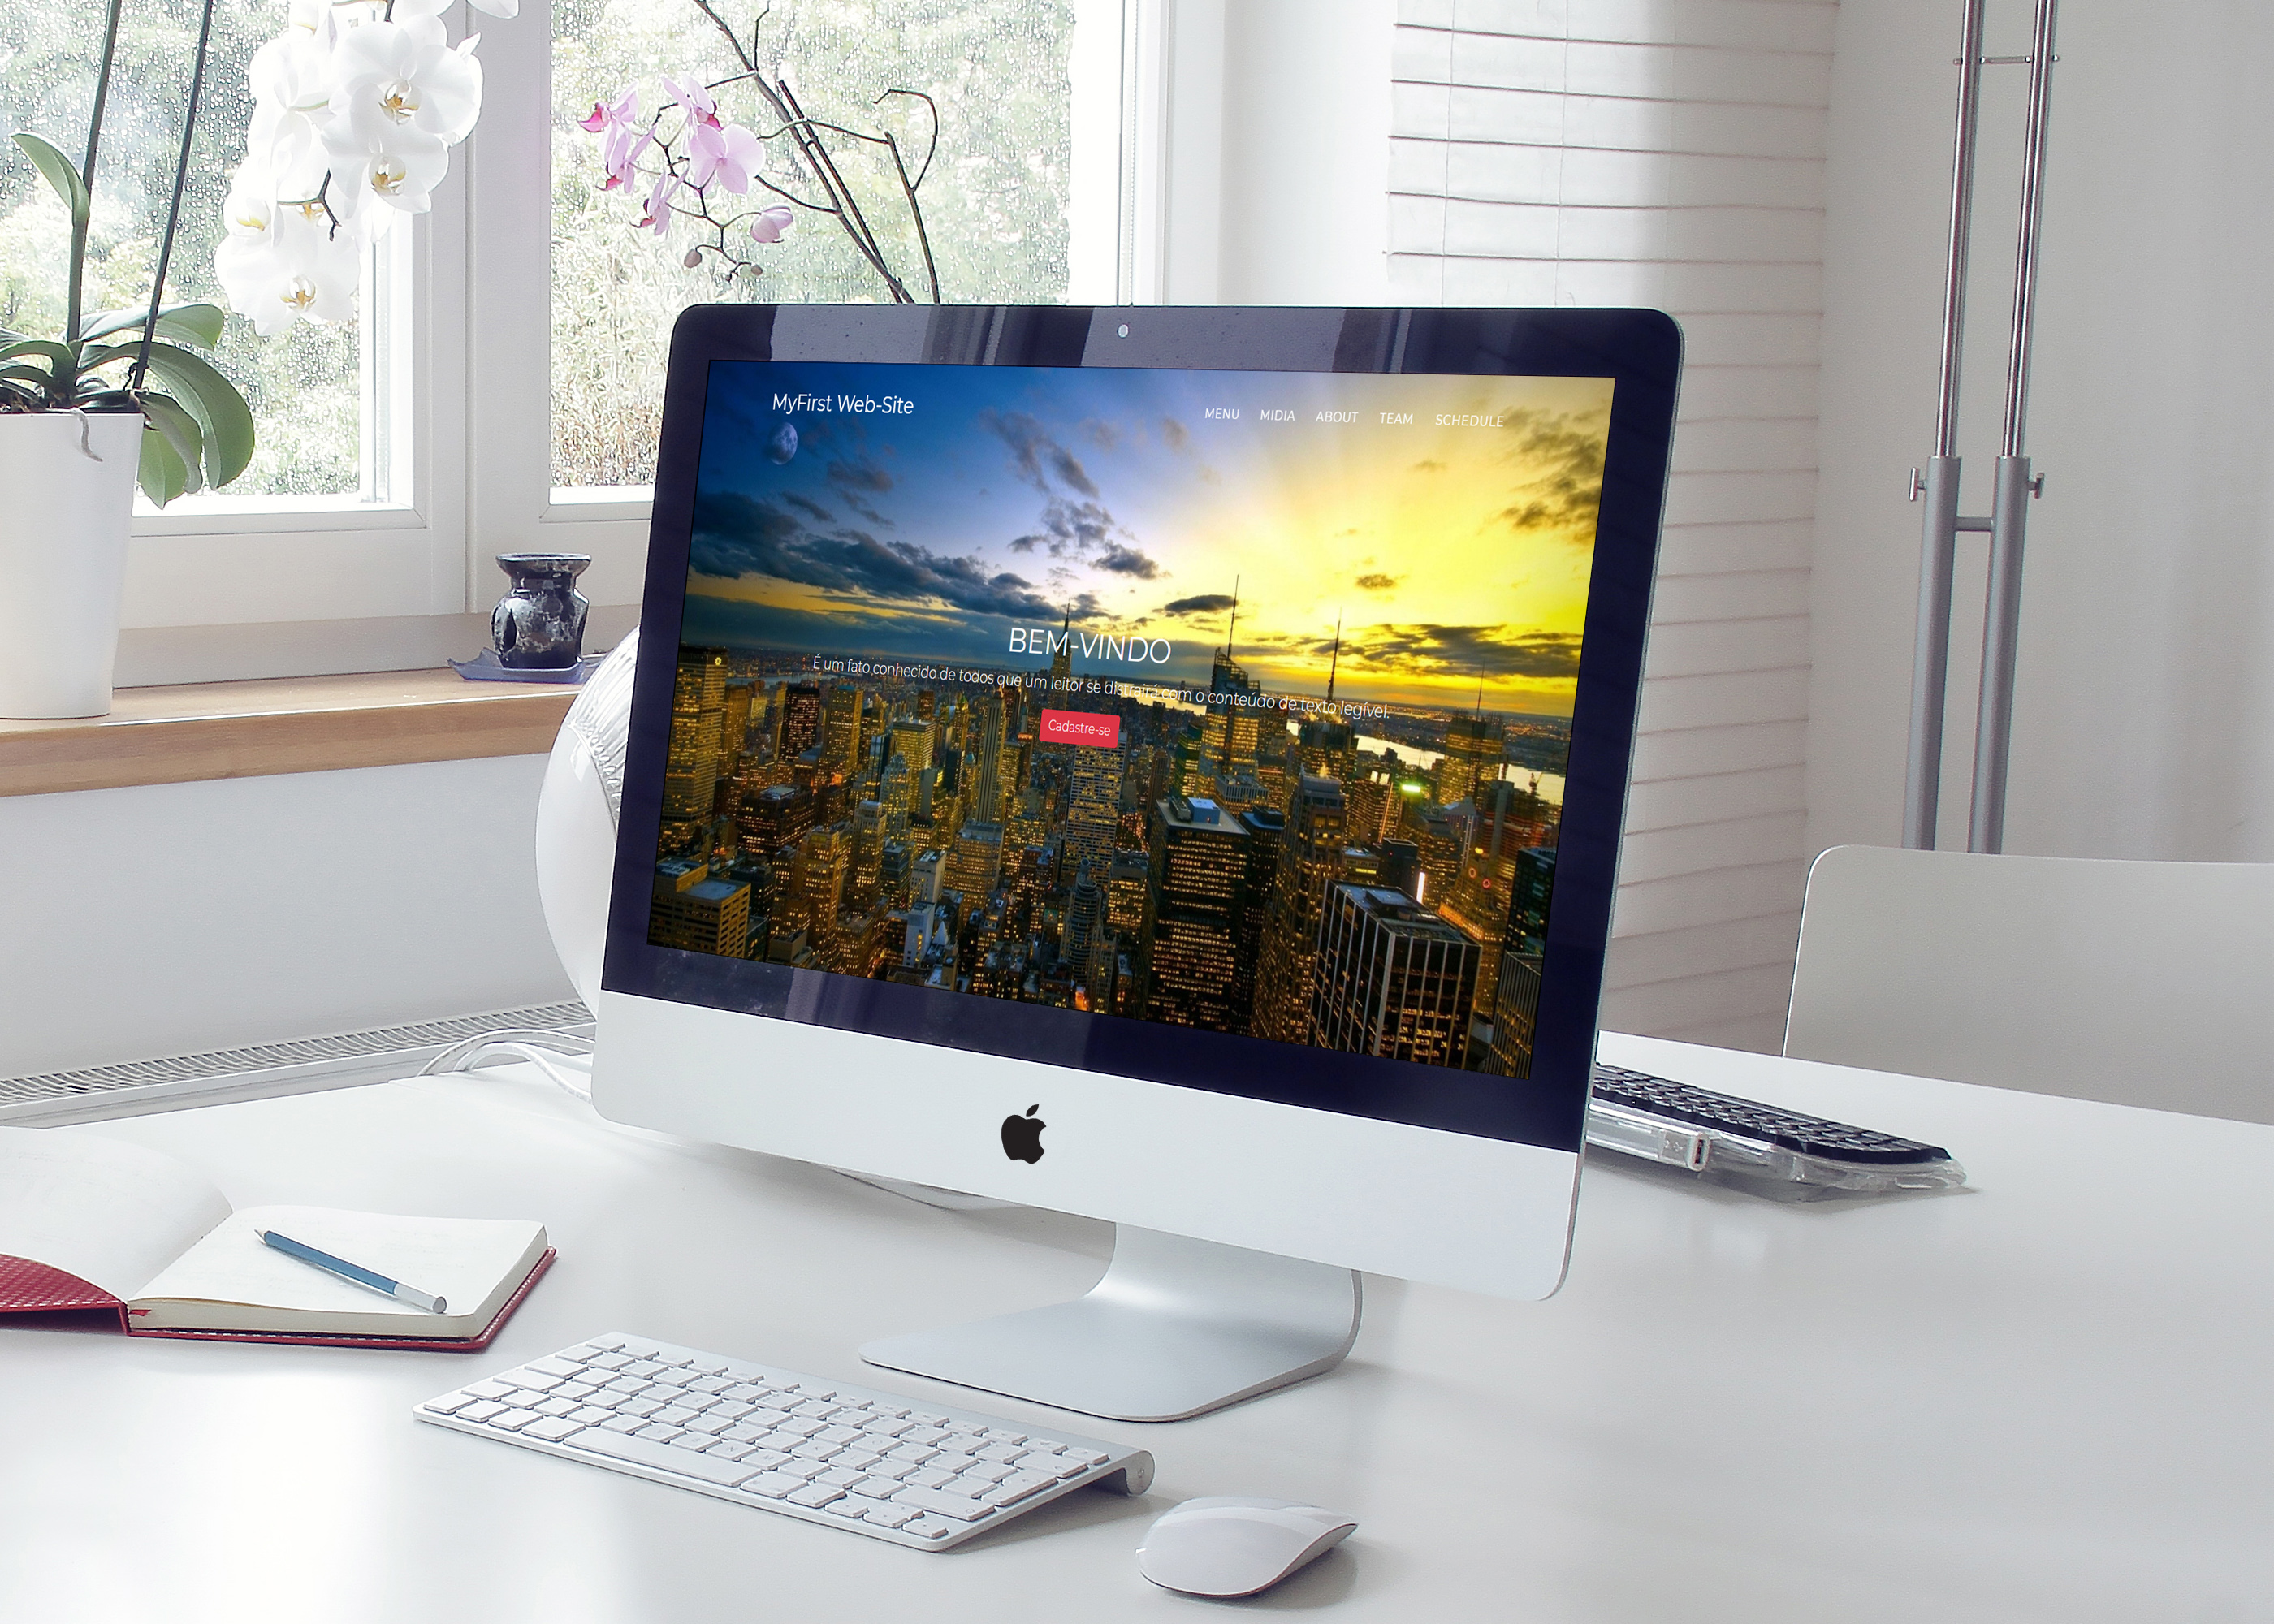 MyFirst Web-Site
MENU MIDIA ABOUT TEAM SCHEDULE
BEM-VINDO
É um fato conhecido de todos que um leitor se distrairá com o conteúdo de texto legível.
Cadastre-se